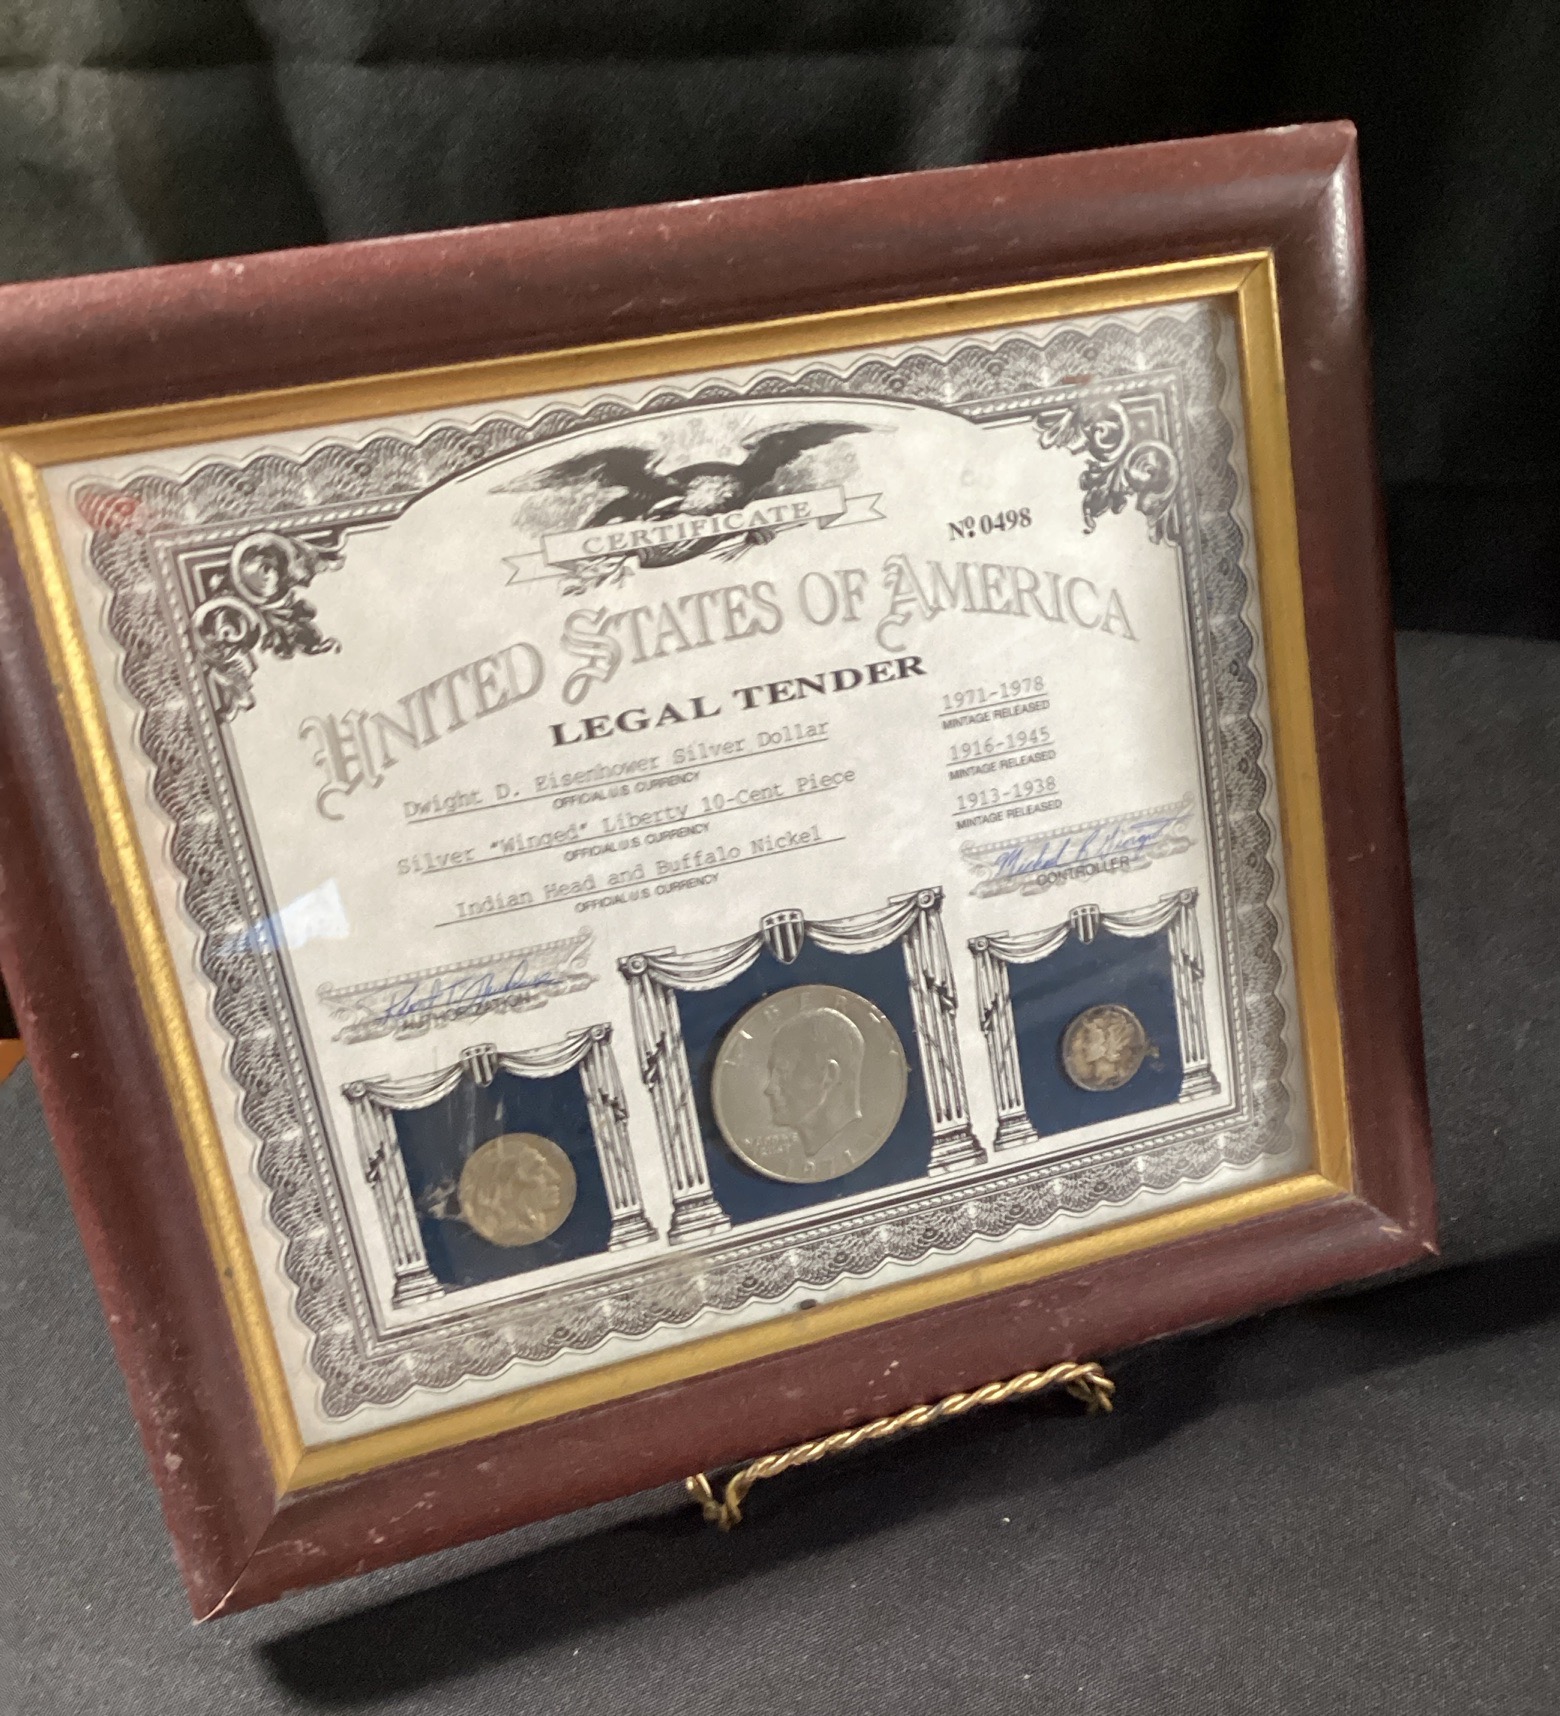 CERTIFICATE
Nº 0498
UNITED STATES OF AMERICA
LEGAL TENDER
Dwight D. Eisenhower Silver Dollar
OFFICIAL U.S. CURRENCY
1971-1978
MINTAGE RELEASED
Silver "Winged" Liberty 10-Cent Piece
OFFICIAL U.S. CURRENCY
1916-1945
MINTAGE RELEASED
Indian Head and Buffalo Nickel
OFFICIAL U.S. CURRENCY
1913-1938
MINTAGE RELEASED
CONTROLLER
AUTHORIZATION
LIBERTY